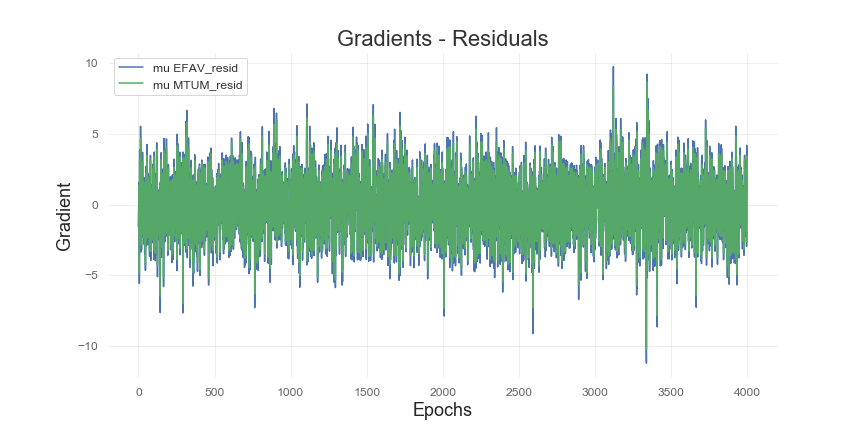 Gradients - Residuals
mu EFAV_resid
mu MTUM_resid
10
5
0
−5
−10
Gradient
0 500 1000 1500 2000 2500 3000 3500 4000
Epochs